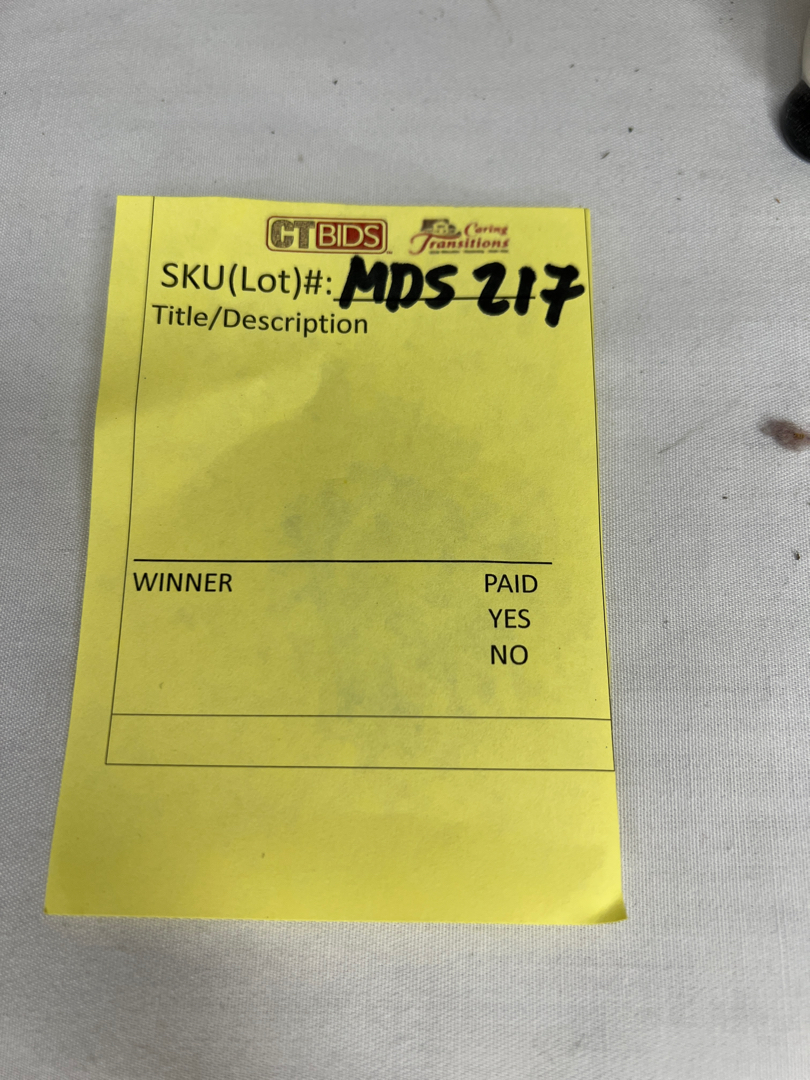 CTBIDS
Caring Transitions
SKU(Lot)#: MDS 217
Title/Description
WINNER PAID
YES
NO